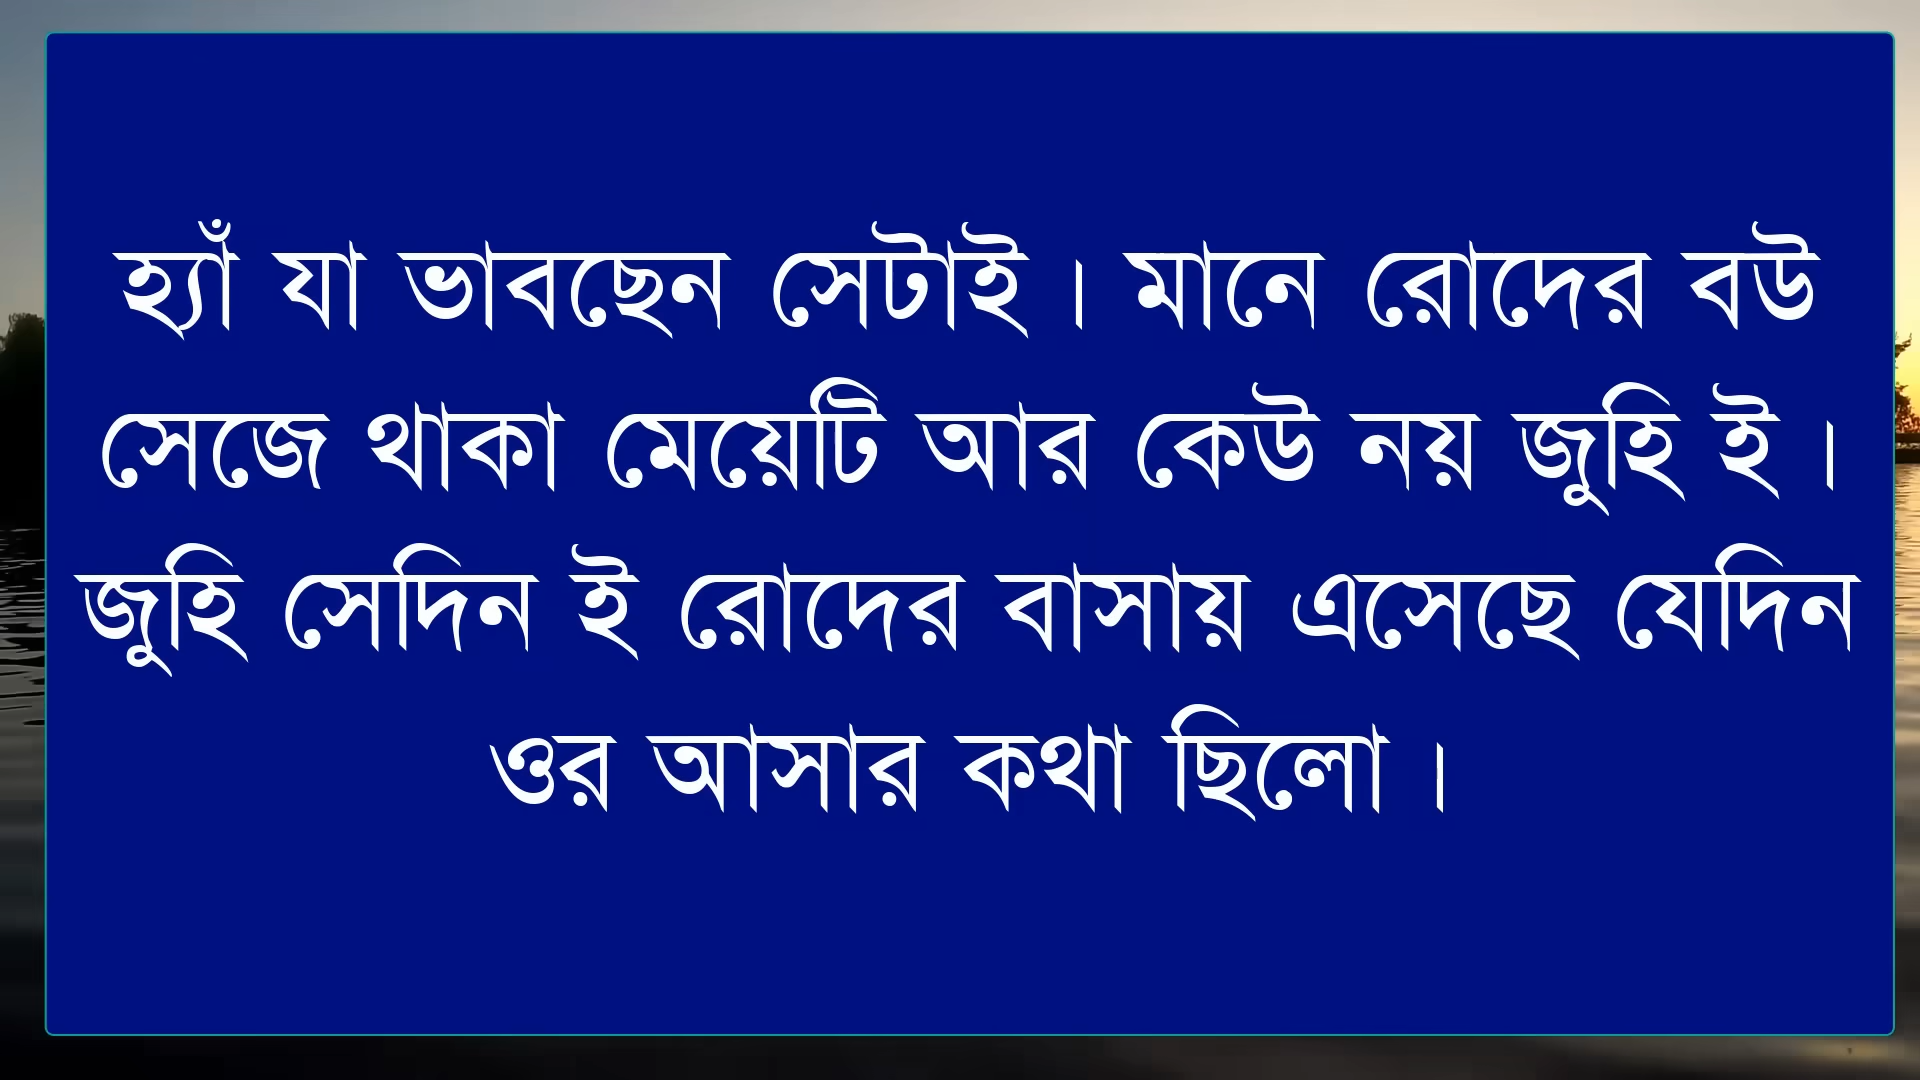 হ্যাঁ যা ভাবছেন সেটাই । মানে রোদের বউ
সেজে থাকা মেয়েটি আর কেউ নয় জুহি ই ।
জুহি সেদিন ই রোদের বাসায় এসেছে যেদিন
ওর আসার কথা ছিলো ।